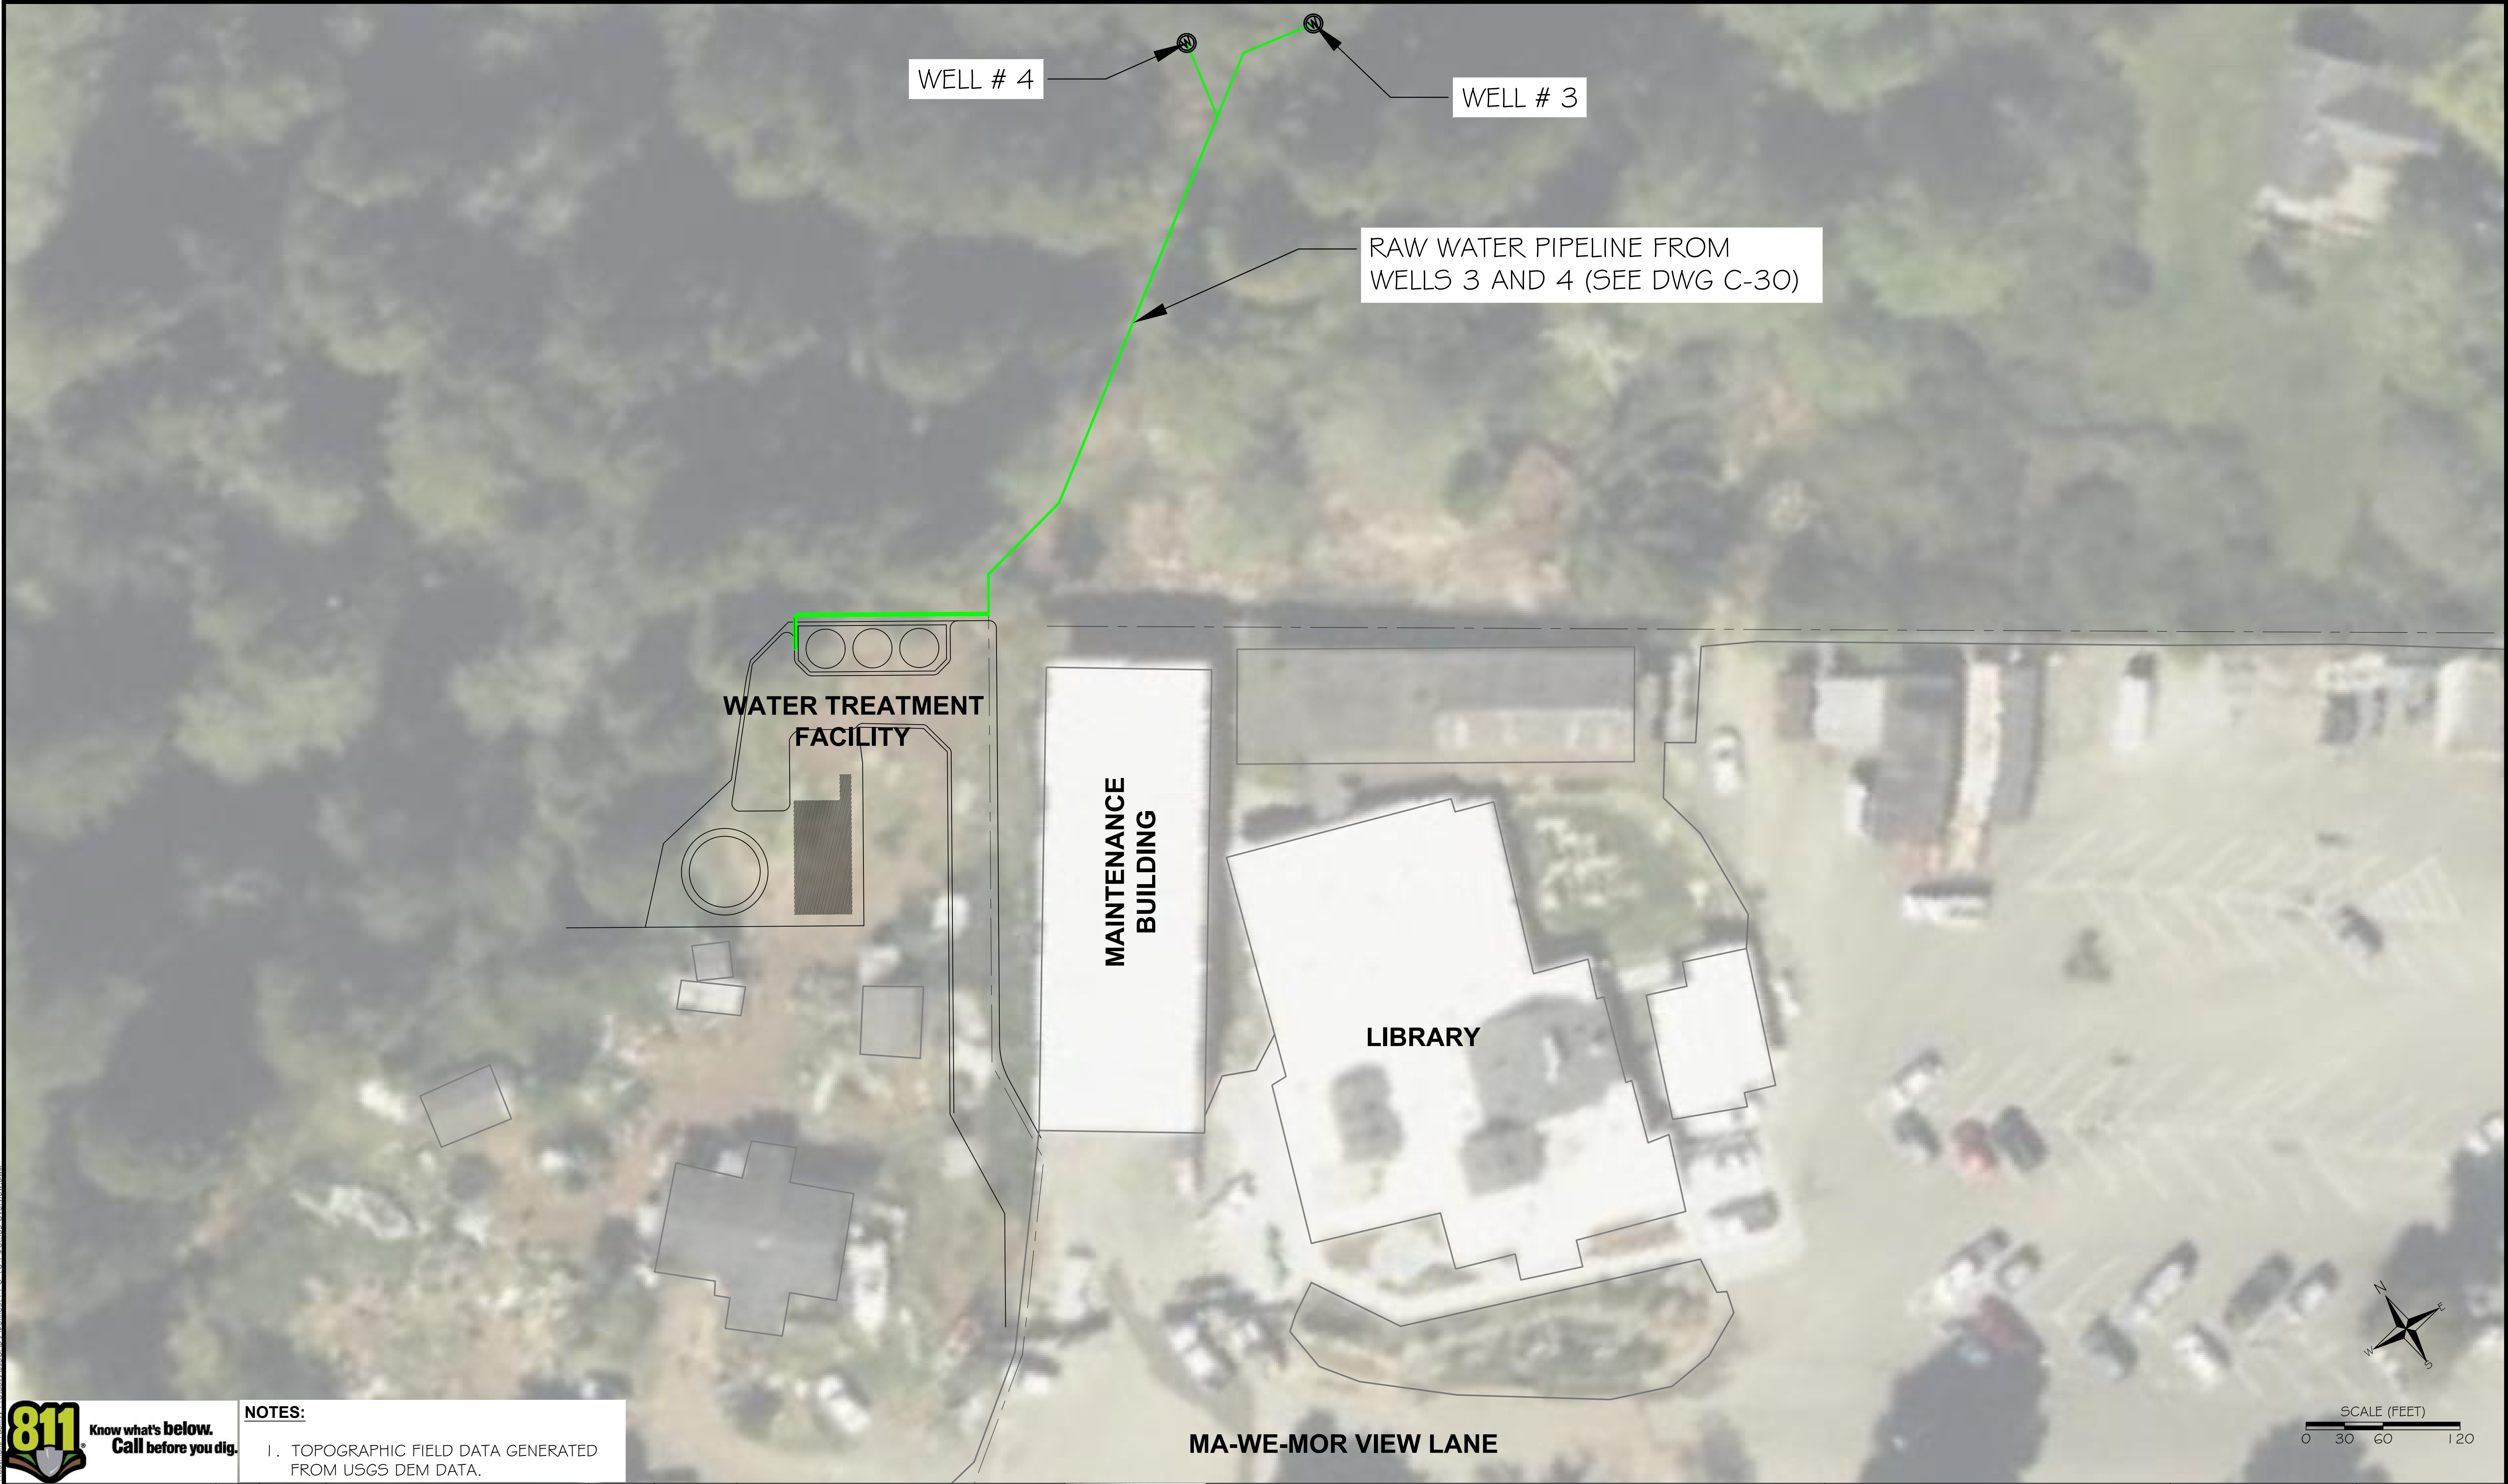 WELL # 4
WELL # 3
RAW WATER PIPELINE FROM
WELLS 3 AND 4 (SEE DWG C-30)
WATER TREATMENT
FACILITY
MAINTENANCE
BUILDING
LIBRARY
MA-WE-MOR VIEW LANE
811
Know what's below.
Call before you dig.
NOTES:
1. TOPOGRAPHIC FIELD DATA GENERATED
FROM USGS DEM DATA.
N
E
W
S
SCALE (FEET)
0 30 60 120
W
W